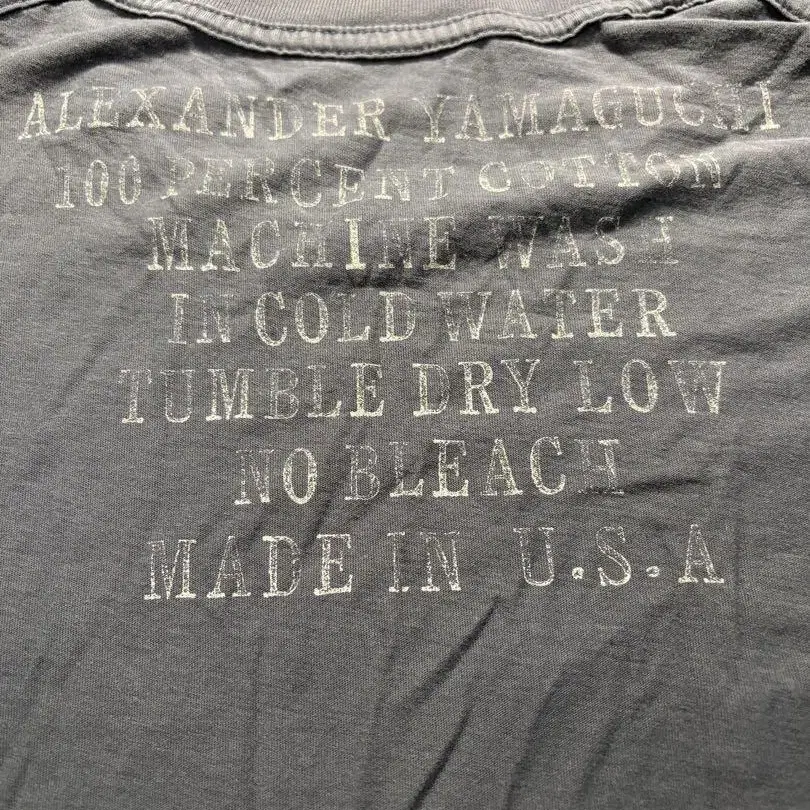 ALEXANDER YAMAGUCHI
100 PERCENT COTTON
MACHINE WASH
IN COLD WATER
TUMBLE DRY LOW
NO BLEACH
MADE IN U.S.A